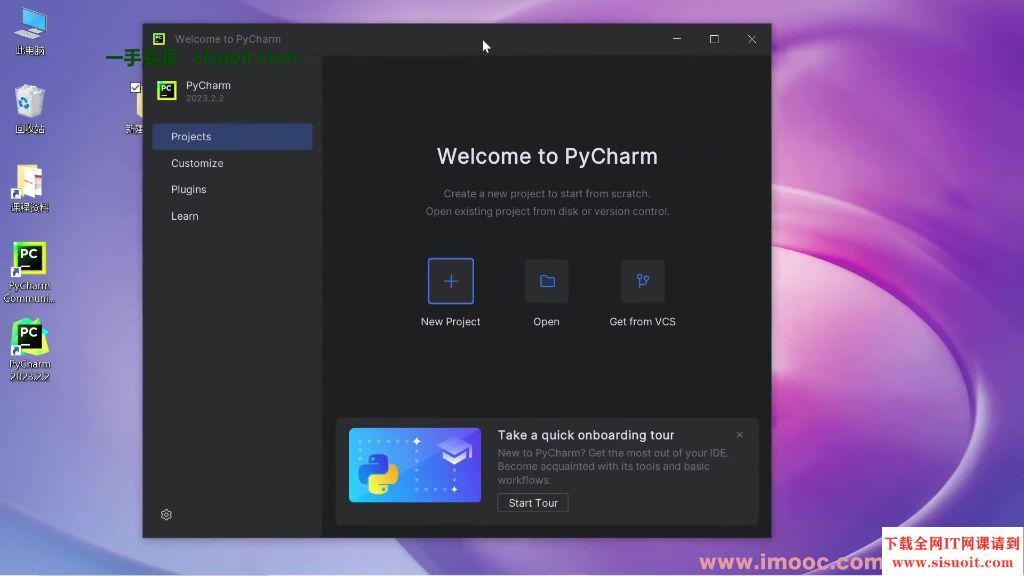 此电脑
回收站
课程资料
PyCharm
Communi...
PyCharm
2023.2.2
新建
Welcome to PyCharm
一手资源：sisuoit.com
PC
PyCharm
2023.2.2
Projects
Customize
Plugins
Learn
Welcome to PyCharm
Create a new project to start from scratch.
Open existing project from disk or version control.
New Project
Open
Get from VCS
Take a quick onboarding tour
New to PyCharm? Get the most out of your IDE.
Become acquainted with its tools and basic
workflows.
Start Tour
www.imooc.com
下载全网IT网课请到
www.sisuoit.com